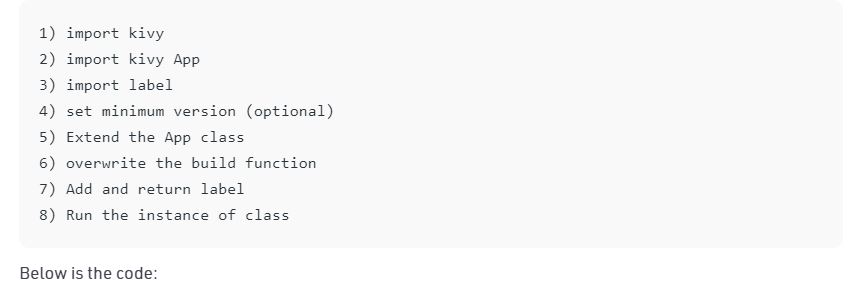 1) import kivy
2) import kivy App
3) import label
4) set minimum version (optional)
5) Extend the App class
6) overwrite the build function
7) Add and return label
8) Run the instance of class
Below is the code: